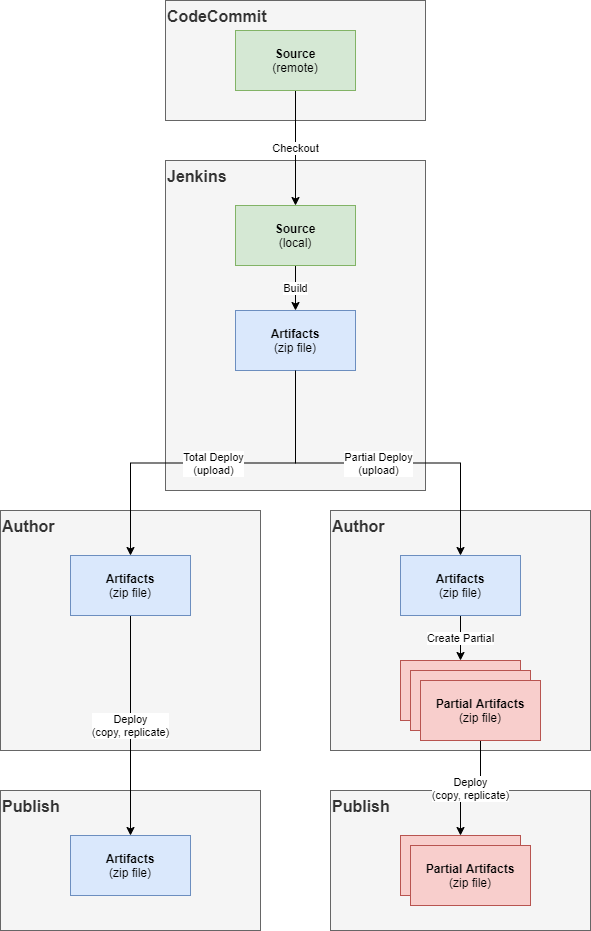 CodeCommit
Source
(remote)
Checkout
Jenkins
Source
(local)
Build
Artifacts
(zip file)
Total Deploy
(upload)
Partial Deploy
(upload)
Author
Artifacts
(zip file)
Deploy
(copy, replicate)
Publish
Artifacts
(zip file)
Author
Artifacts
(zip file)
Create Partial
Partial Artifacts
(zip file)
Deploy
(copy, replicate)
Publish
Partial Artifacts
(zip file)